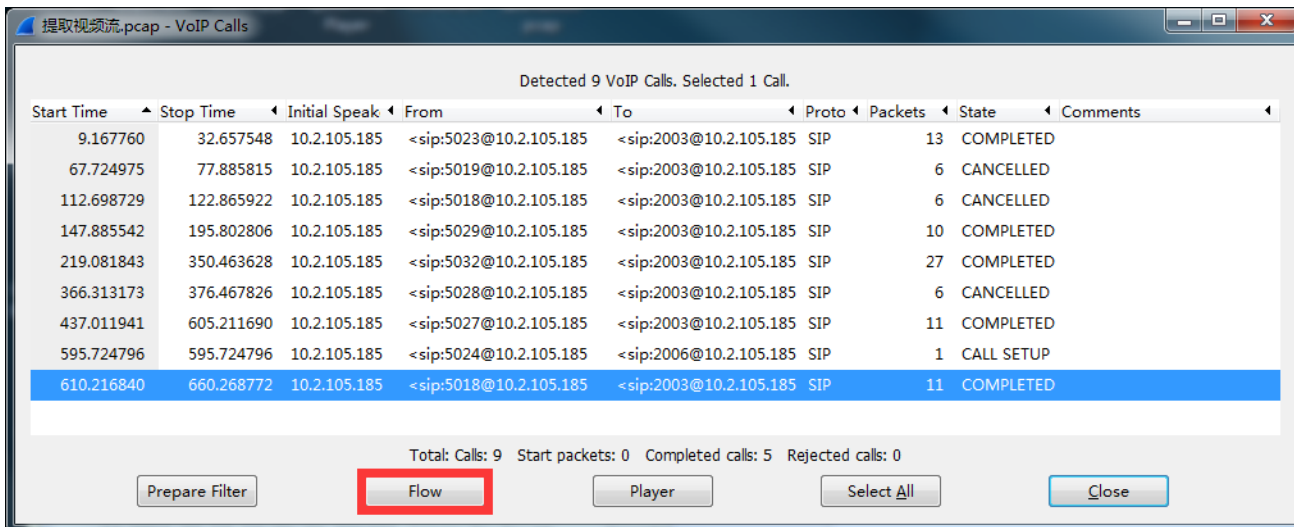 提取视频流.pcap - VoIP Calls
Detected 9 VoIP Calls. Selected 1 Call.
Start Time Stop Time Initial Speak From To Proto Packets State Comments
9.167760 32.657548 10.2.105.185 <sip:5023@10.2.105.185 <sip:2003@10.2.105.185 SIP 13 COMPLETED
67.724975 77.885815 10.2.105.185 <sip:5019@10.2.105.185 <sip:2003@10.2.105.185 SIP 6 CANCELLED
112.698729 122.865922 10.2.105.185 <sip:5018@10.2.105.185 <sip:2003@10.2.105.185 SIP 6 CANCELLED
147.885542 195.802806 10.2.105.185 <sip:5029@10.2.105.185 <sip:2003@10.2.105.185 SIP 10 COMPLETED
219.081843 350.463628 10.2.105.185 <sip:5032@10.2.105.185 <sip:2003@10.2.105.185 SIP 27 COMPLETED
366.313173 376.467826 10.2.105.185 <sip:5028@10.2.105.185 <sip:2003@10.2.105.185 SIP 6 CANCELLED
437.011941 605.211690 10.2.105.185 <sip:5027@10.2.105.185 <sip:2003@10.2.105.185 SIP 11 COMPLETED
595.724796 595.724796 10.2.105.185 <sip:5024@10.2.105.185 <sip:2006@10.2.105.185 SIP 1 CALL SETUP
610.216840 660.268772 10.2.105.185 <sip:5018@10.2.105.185 <sip:2003@10.2.105.185 SIP 11 COMPLETED
Total: Calls: 9 Start packets: 0 Completed calls: 5 Rejected calls: 0
Prepare Filter Flow Player Select All Close